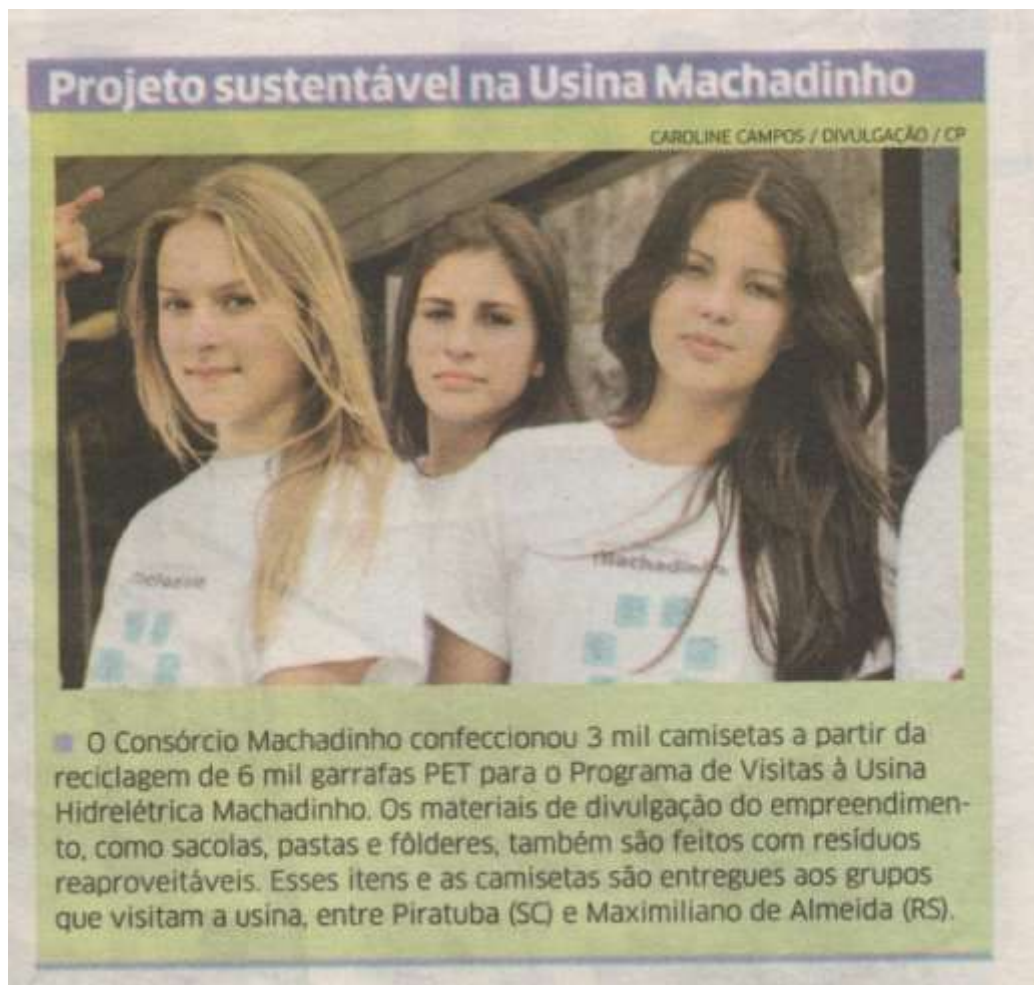 Projeto sustentável na Usina Machadinho
CAROLINE CAMPOS / DIVULGAÇÃO / CP
machadinho
O Consórcio Machadinho confeccionou 3 mil camisetas a partir da
reciclagem de 6 mil garrafas PET para o Programa de Visitas à Usina
Hidrelétrica Machadinho. Os materiais de divulgação do empreendimen-
to, como sacolas, pastas e fôlderes, também são feitos com resíduos
reaproveitáveis. Esses itens e as camisetas são entregues aos grupos
que visitam a usina, entre Piratuba (SC) e Maximiliano de Almeida (RS).